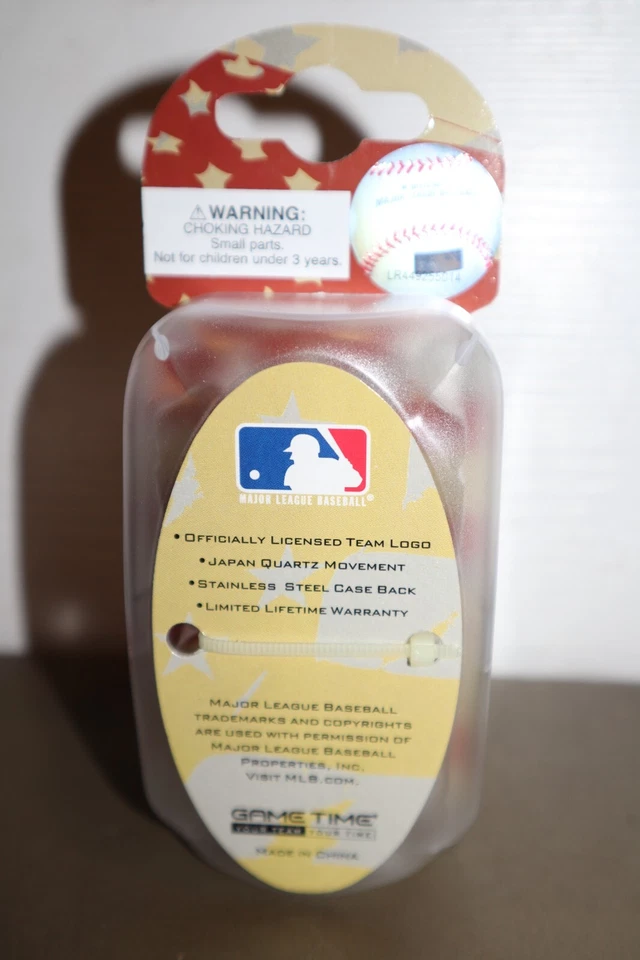 ⚠WARNING:
CHOKING HAZARD
Small parts.
Not for children under 3 years.
MAJOR LEAGUE BASEBALL®
• OFFICIALLY LICENSED TEAM LOGO
• JAPAN QUARTZ MOVEMENT
• STAINLESS STEEL CASE BACK
• LIMITED LIFETIME WARRANTY
MAJOR LEAGUE BASEBALL
TRADEMARKS AND COPYRIGHTS
ARE USED WITH PERMISSION OF
MAJOR LEAGUE BASEBALL
PROPERTIES, INC.
VISIT MLB.COM.
GAME TIME®
YOUR TEAM YOUR TIME
MADE IN CHINA